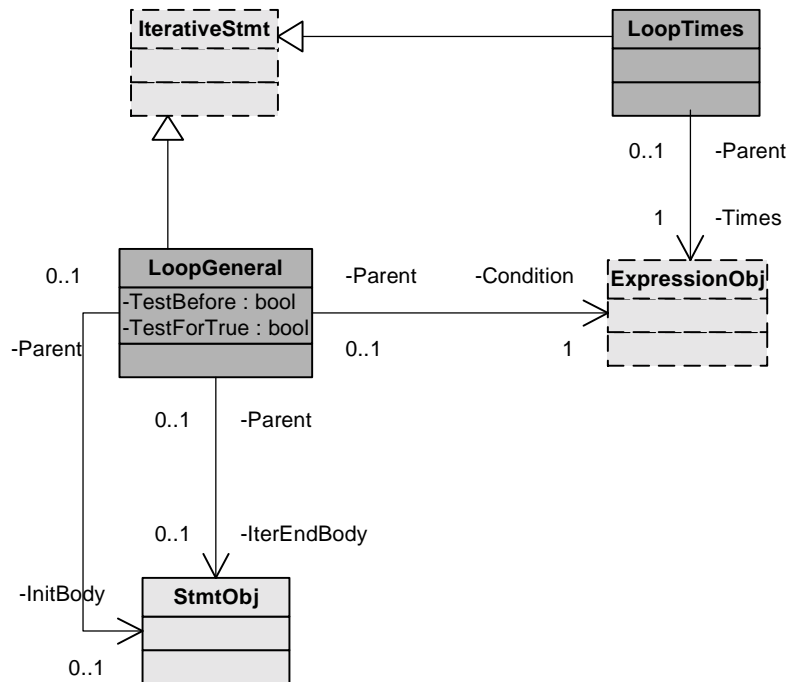 IterativeStmt
LoopTimes
0..1
-Parent
1
-Times
0..1
LoopGeneral
-Parent
-Condition
ExpressionObj
-TestBefore : bool
-TestForTrue : bool
-Parent
0..1
1
0..1
-Parent
0..1
-IterEndBody
-InitBody
StmtObj
0..1